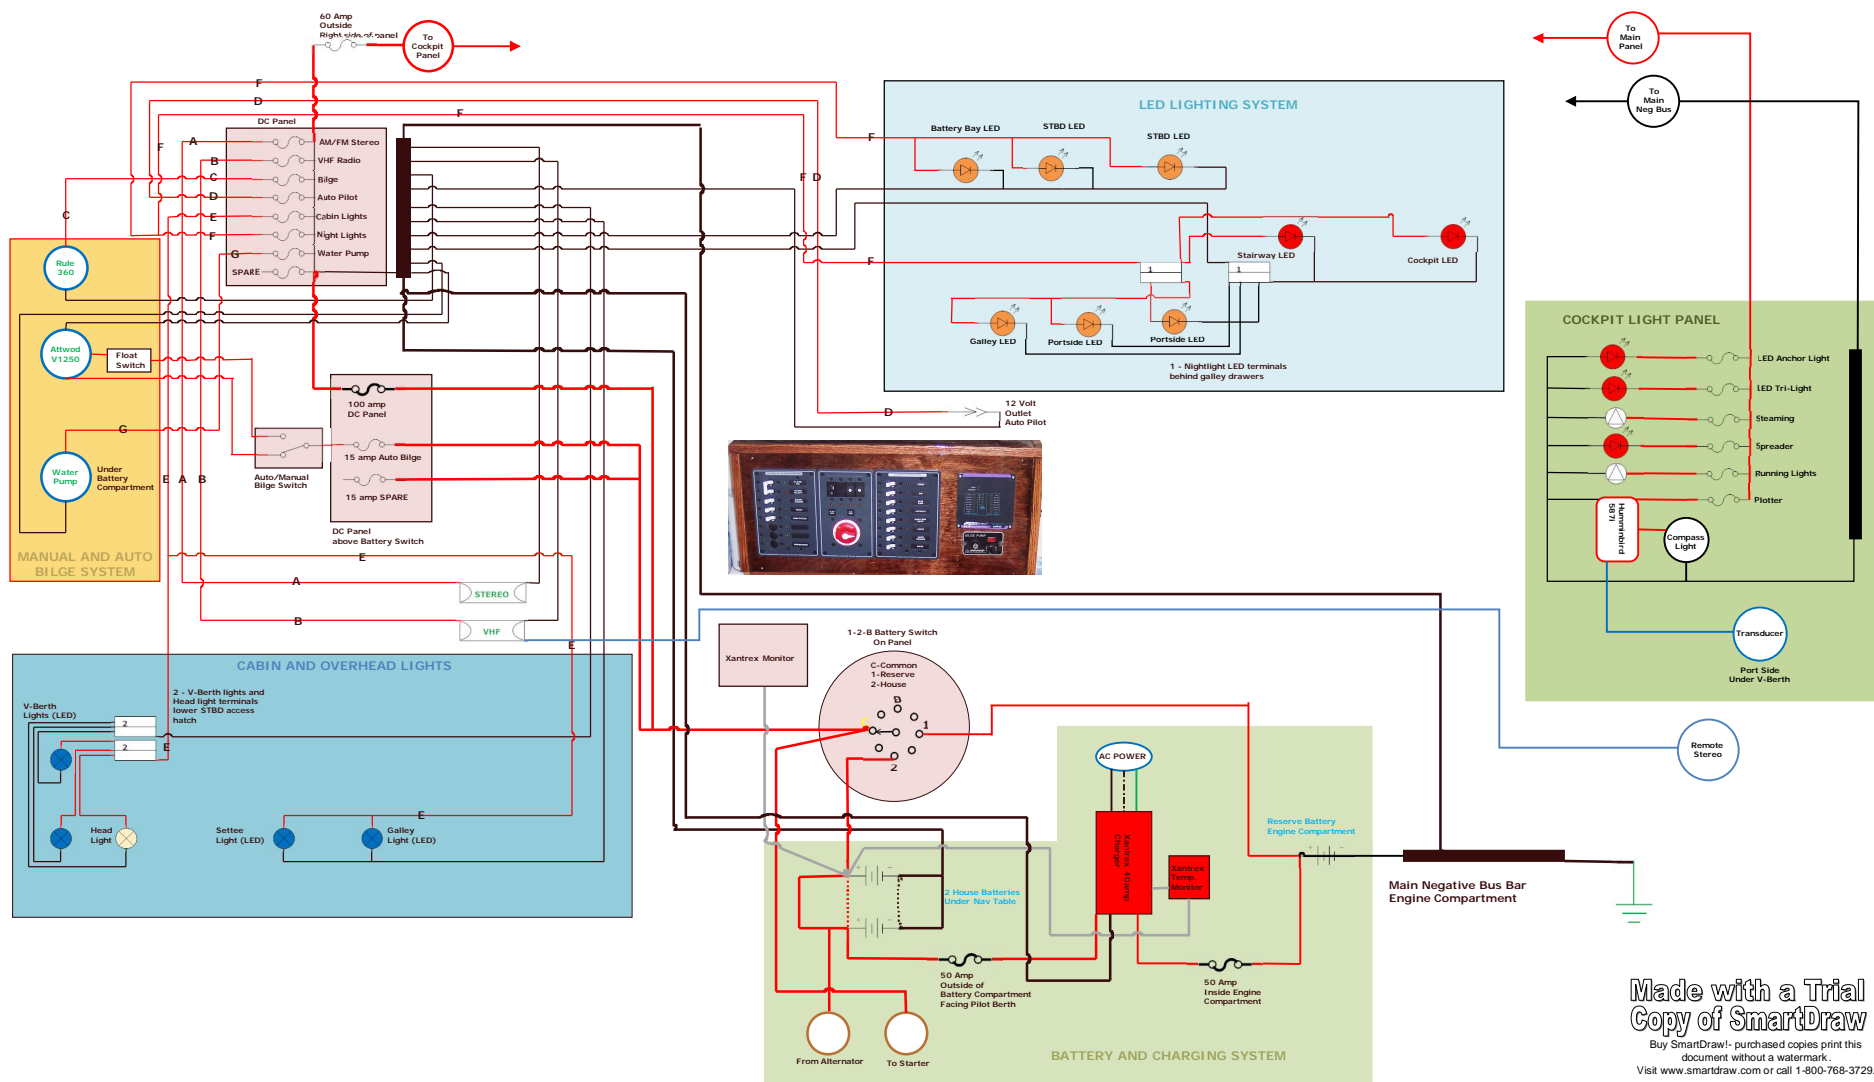 60 Amp
Outside
Right side of panel
To
Cockpit
Panel
F
D
F
DC Panel
A
AM/FM Stereo
F
B
VHF Radio
C
Bilge
D
Auto Pilot
C
E
Cabin Lights
F
Night Lights
G
Water Pump
SPARE
F
D
LED LIGHTING SYSTEM
F
Battery Bay LED
STBD LED
STBD LED
Stairway LED
Cockpit LED
F
1
1
Galley LED
Portside LED
Portside LED
1 - Nightlight LED terminals
behind galley drawers
To
Main
Panel
To
Main
Neg Bus
COCKPIT LIGHT PANEL
LED Anchor Light
LED Tri-Light
Steaming
Spreader
Running Lights
Plotter
Humminbird
587i
Compass
Light
Transducer
Port Side
Under V-Berth
Rule
360
Attwod
V1250
Float
Switch
G
Water
Pump
Under
Battery
Compartment
MANUAL AND AUTO
BILGE SYSTEM
E
A
B
Auto/Manual
Bilge Switch
100 amp
DC Panel
15 amp Auto Bilge
15 amp SPARE
DC Panel
above Battery Switch
D
12 Volt
Outlet
Auto Pilot
E
A
STEREO
B
VHF
E
CABIN AND OVERHEAD LIGHTS
2 - V-Berth lights and
Head light terminals
lower STBD access
hatch
V-Berth
Lights (LED)
2
2
E
Head
Light
Settee
Light (LED)
E
Galley
Light (LED)
Xantrex Monitor
1-2-B Battery Switch
On Panel
C-Common
1-Reserve
2-House
B
1
2
AC POWER
Xantrex 40amp
Charger
Xantrex
Temp.
Monitor
Reserve Battery
Engine Compartment
+
–
Main Negative Bus Bar
Engine Compartment
Remote
Stereo
+
–
2 House Batteries
Under Nav Table
+
–
50 Amp
Outside of
Battery Compartment
Facing Pilot Berth
50 Amp
Inside Engine
Compartment
From Alternator
To Starter
BATTERY AND CHARGING SYSTEM
Made with a Trial
Copy of SmartDraw
Buy SmartDraw!- purchased copies print this
document without a watermark .
Visit www.smartdraw.com or call 1-800-768-3729.